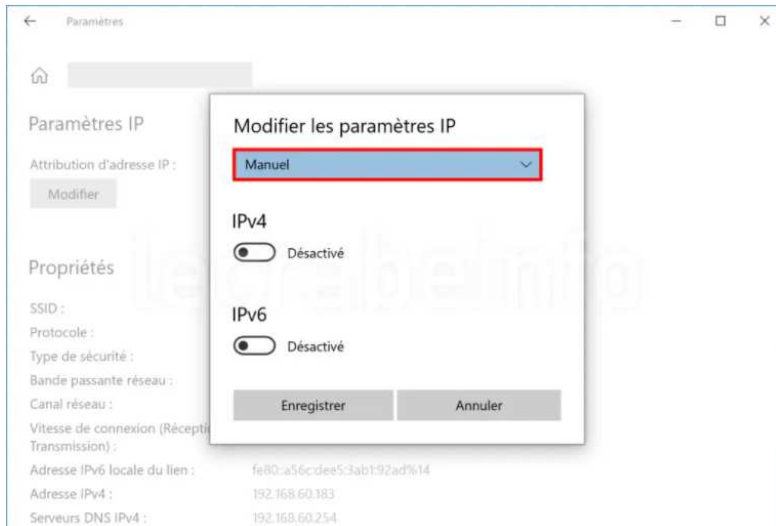 Paramètres
Paramètres IP
Attribution d'adresse IP :
Modifier
Propriétés
SSID :
Protocole :
Type de sécurité :
Bande passante réseau :
Canal réseau :
Vitesse de connexion (Réceptio
Transmission) :
Adresse IPv6 locale du lien : fe80::a56c:dee5:3ab1:92ad%14
Adresse IPv4 : 192.168.60.183
Serveurs DNS IPv4 : 192.168.60.254
Modifier les paramètres IP
Manuel
IPv4
Désactivé
IPv6
Désactivé
Enregistrer Annuler
lecrabeinfo